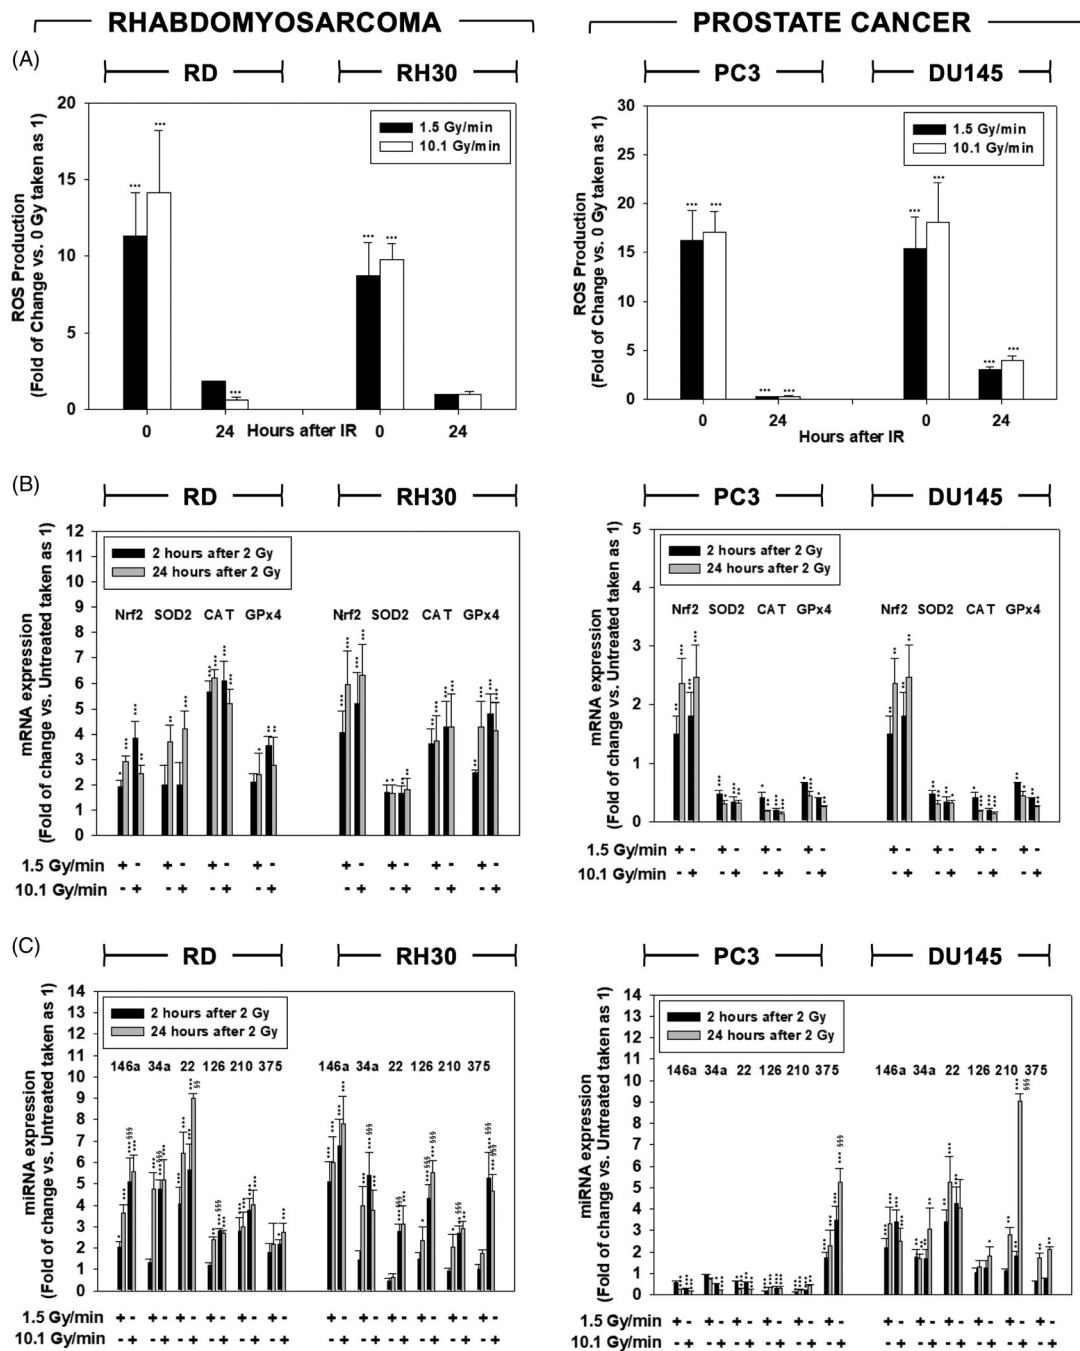 RHABDOMYOSARCOMA PROSTATE CANCER
(A)
RD RH30 PC3 DU145
ROS Production
(Fold of Change vs. 0 Gy taken as 1)
20
15
10
5
0
1.5 Gy/min
10.1 Gy/min
0 24 Hours after IR 0 24
ROS Production
(Fold of Change vs. 0 Gy taken as 1)
30
25
20
15
10
5
0
1.5 Gy/min
10.1 Gy/min
0 24 Hours after IR 0 24
(B)
RD RH30 PC3 DU145
mRNA expression
(Fold of change vs. Untreated taken as 1)
12
11
10
9
8
7
6
5
4
3
2
1
0
2 hours after 2 Gy
24 hours after 2 Gy
Nrf2 SOD2 CAT GPx4 Nrf2 SOD2 CAT GPx4
1.5 Gy/min + - + - + - + - + - + - + - + -
10.1 Gy/min - + - + - + - + - + - + - + - +
mRNA expression
(Fold of change vs. Untreated taken as 1)
5
4
3
2
1
0
2 hours after 2 Gy
24 hours after 2 Gy
Nrf2 SOD2 CAT GPx4 Nrf2 SOD2 CAT GPx4
1.5 Gy/min + - + - + - + - + - + - + - + -
10.1 Gy/min - + - + - + - + - + - + - + - +
(C)
RD RH30 PC3 DU145
miRNA expression
(Fold of change vs. Untreated taken as 1)
14
13
12
11
10
9
8
7
6
5
4
3
2
1
0
2 hours after 2 Gy
24 hours after 2 Gy
146a 34a 22 126 210 375 146a 34a 22 126 210 375
1.5 Gy/min + - + - + - + - + - + - + - + - + - + - + - + -
10.1 Gy/min - + - + - + - + - + - + - + - + - + - + - + - +
miRNA expression
(Fold of change vs. Untreated taken as 1)
14
13
12
11
10
9
8
7
6
5
4
3
2
1
0
2 hours after 2 Gy
24 hours after 2 Gy
146a 34a 22 126 210 375 146a 34a 22 126 210 375
1.5 Gy/min + - + - + - + - + - + - + - + - + - + - + - + -
10.1 Gy/min - + - + - + - + - + - + - + - + - + - + - + - +